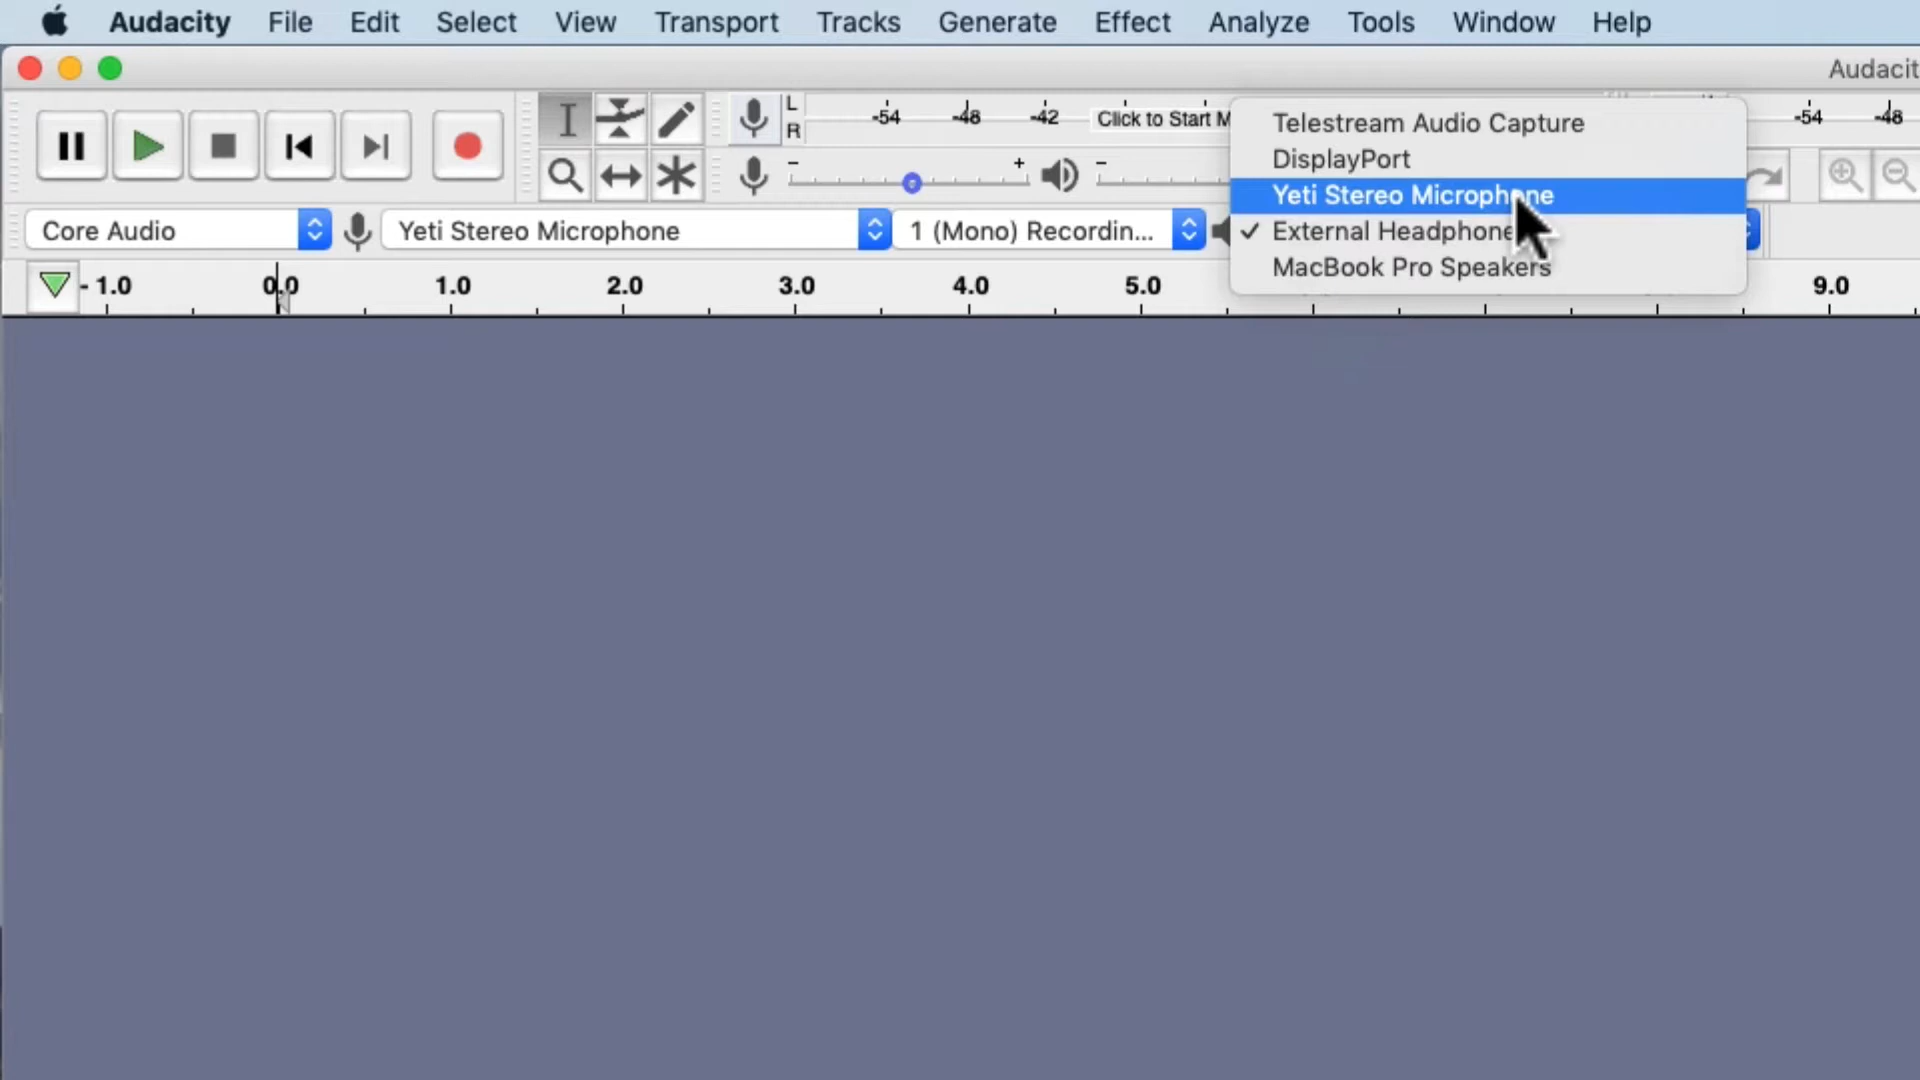 Audacity File Edit Select View Transport Tracks Generate Effect Analyze Tools Window Help
L
R
-54 -48 -42 Click to Start M
-54 -48
- + -
Core Audio
Yeti Stereo Microphone
1 (Mono) Recordin...
Telestream Audio Capture
DisplayPort
Yeti Stereo Microphone
✓ External Headphone
MacBook Pro Speakers
- 1.0 0.0 1.0 2.0 3.0 4.0 5.0 9.0